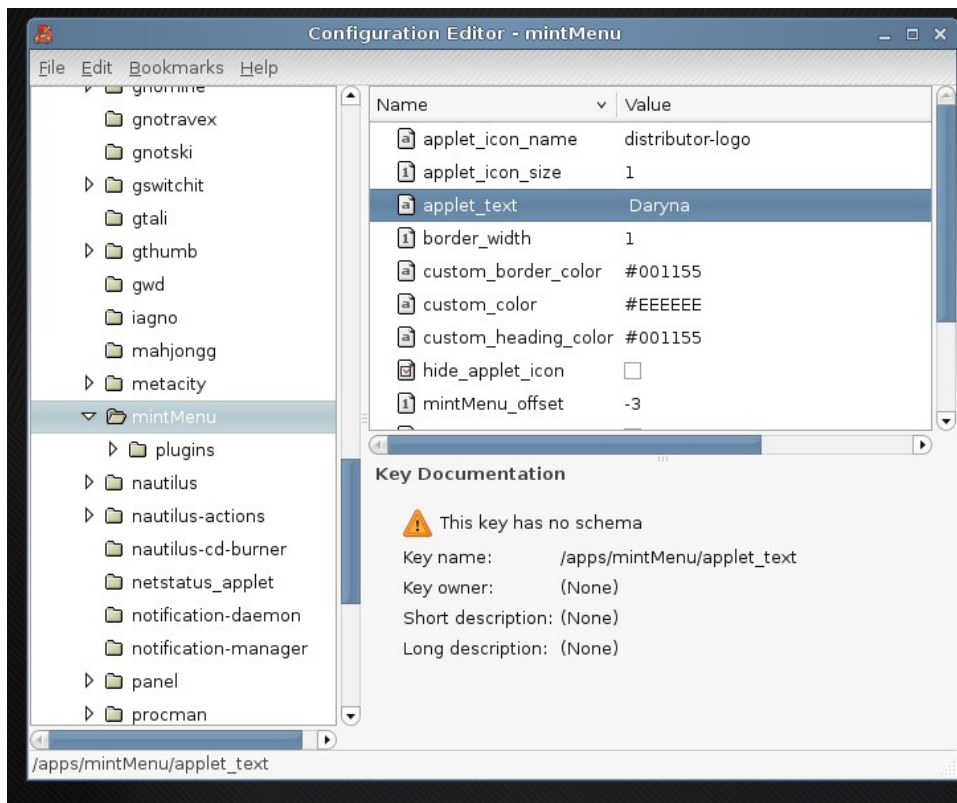 Configuration Editor - mintMenu
File Edit Bookmarks Help
gnomine
gnotravex
gnotski
gswitchit
gtali
gthumb
gwd
iagno
mahjongg
metacity
mintMenu
plugins
nautilus
nautilus-actions
nautilus-cd-burner
netstatus_applet
notification-daemon
notification-manager
panel
procman
Name Value
applet_icon_name distributor-logo
applet_icon_size 1
applet_text Daryna
border_width 1
custom_border_color #001155
custom_color #EEEEEE
custom_heading_color #001155
hide_applet_icon
mintMenu_offset -3
Key Documentation
This key has no schema
Key name: /apps/mintMenu/applet_text
Key owner: (None)
Short description: (None)
Long description: (None)
/apps/mintMenu/applet_text